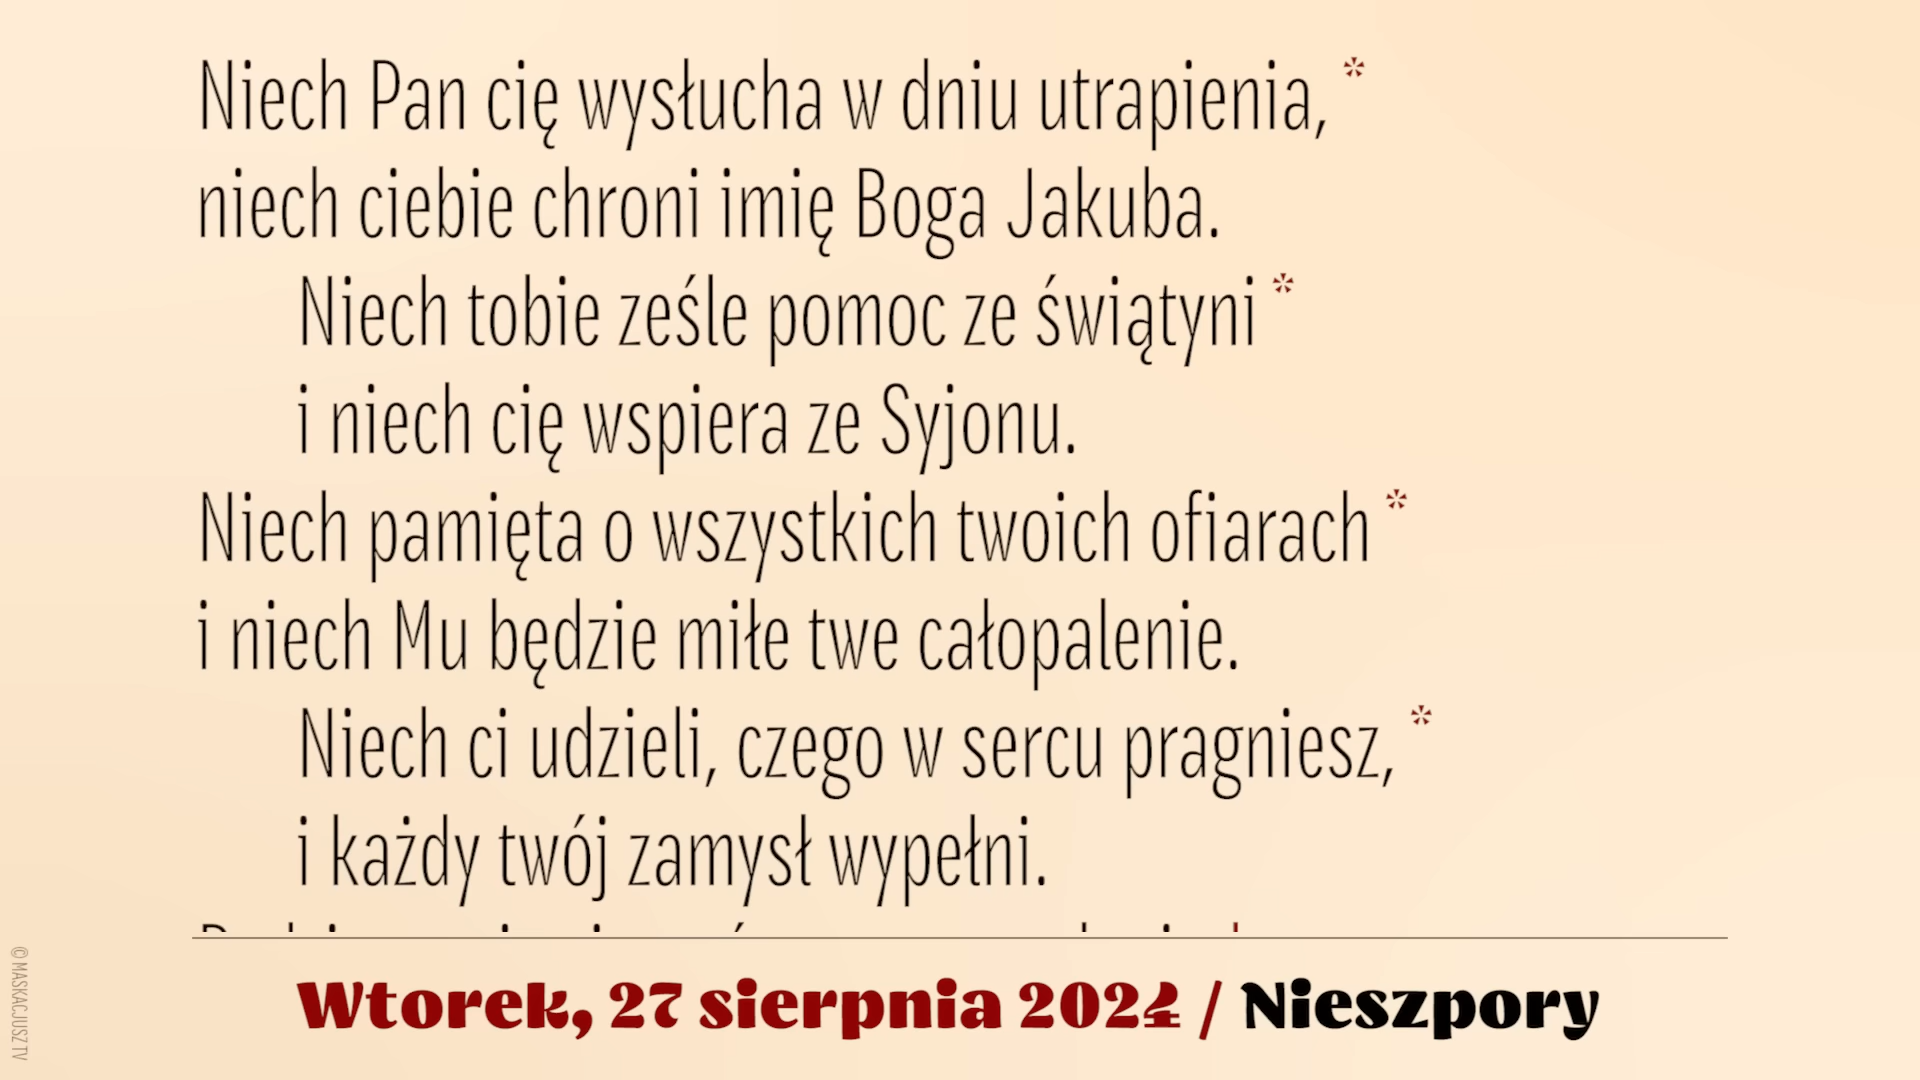 Niech Pan cię wysłucha w dniu utrapienia, *
niech ciebie chroni imię Boga Jakuba.
Niech tobie ześle pomoc ze świątyni *
i niech cię wspiera ze Syjonu.
Niech pamięta o wszystkich twoich ofiarach *
i niech Mu będzie miłe twe całopalenie.
Niech ci udzieli, czego w sercu pragniesz, *
i każdy twój zamysł wypełni.
Wtorek, 27 sierpnia 2024 / Nieszpory
© MASKACJUSZ TV